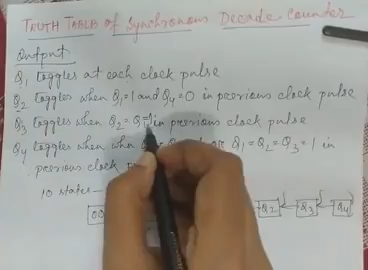 TRUTH TABLE of Synchronous Decade Counter
Output
Q1 toggles at each clock pulse
Q2 toggles when Q1=1 and Q4=0 in previous clock pulse
Q3 toggles when Q2=Q1=1 in previous clock pulse
Q4 toggles when when Q1=Q2=Q3=1 in
previous clock
10 states—
00 Q2 Q3 Q4